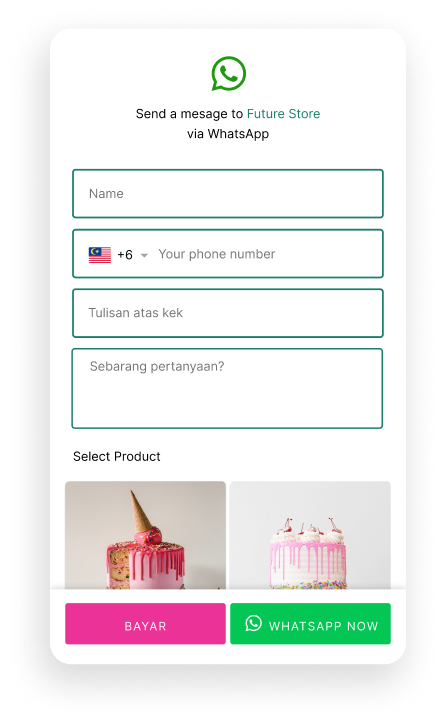 Send a mesage to Future Store
via WhatsApp
Name
+6 Your phone number
Tulisan atas kek
Sebarang pertanyaan?
Select Product
BAYAR
WHATSAPP NOW